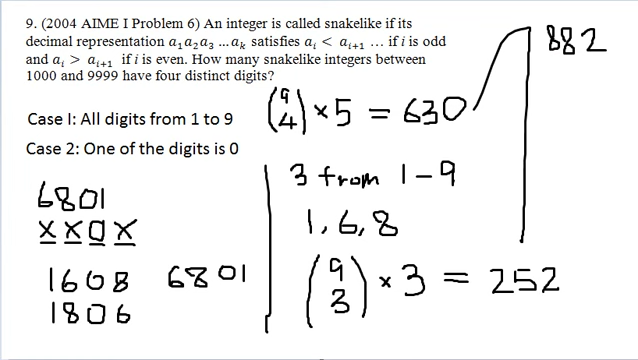 9. (2004 AIME I Problem 6) An integer is called snakelike if its
decimal representation a₁a₂a₃ ...aₖ satisfies aᵢ < aᵢ₊₁ ... if i is odd
and aᵢ > aᵢ₊₁ if i is even. How many snakelike integers between
1000 and 9999 have four distinct digits?
882
(9 4) × 5 = 630
Case I: All digits from 1 to 9
Case 2: One of the digits is 0
3 from 1 - 9
6801
X X 0 X
1, 6, 8
1608 6801
1806
(9 3) × 3 = 252